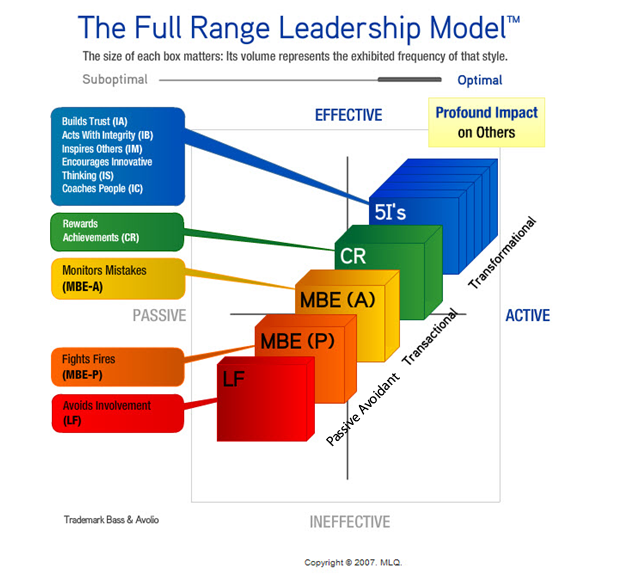 The Full Range Leadership Model™
The size of each box matters: Its volume represents the exhibited frequency of that style.
Suboptimal
Optimal
EFFECTIVE
Profound Impact
on Others
Builds Trust (IA)
Acts With Integrity (IB)
Inspires Others (IM)
Encourages Innovative
Thinking (IS)
Coaches People (IC)
5I's
Rewards
Achievements (CR)
CR
Transformational
Monitors Mistakes
(MBE-A)
MBE (A)
PASSIVE
ACTIVE
MBE (P)
Transactional
Fights Fires
(MBE-P)
LF
Passive Avoidant
Avoids Involvement
(LF)
Trademark Bass & Avolio
INEFFECTIVE
Copyright © 2007. MLQ.